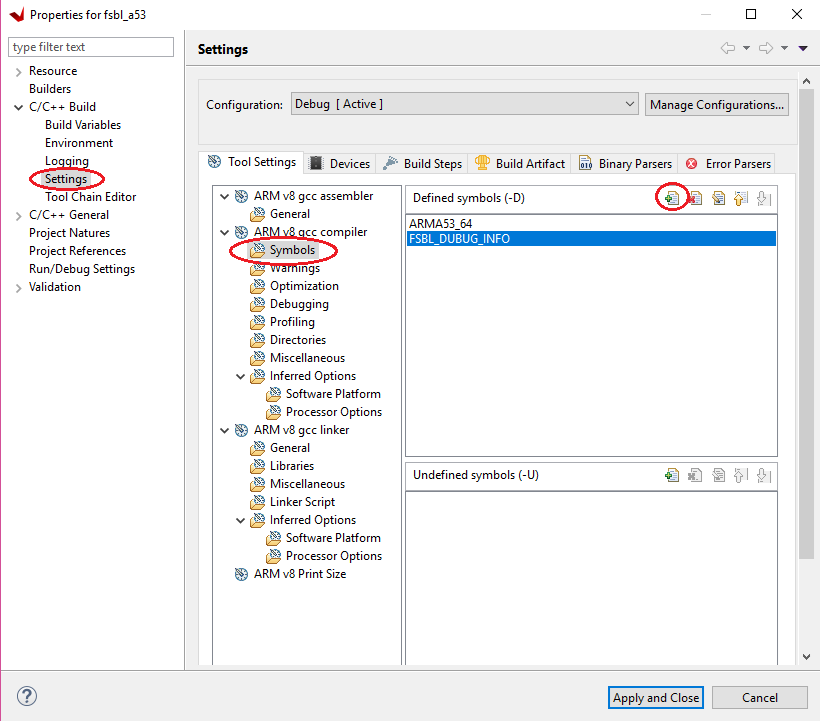 Properties for fsbl_a53
type filter text
Resource
Builders
C/C++ Build
Build Variables
Environment
Logging
Settings
Tool Chain Editor
C/C++ General
Project Natures
Project References
Run/Debug Settings
Validation
Settings
Configuration: Debug [ Active ] Manage Configurations...
Tool Settings Devices Build Steps Build Artifact Binary Parsers Error Parsers
ARM v8 gcc assembler
General
ARM v8 gcc compiler
Symbols
Warnings
Optimization
Debugging
Profiling
Directories
Miscellaneous
Inferred Options
Software Platform
Processor Options
ARM v8 gcc linker
General
Libraries
Miscellaneous
Linker Script
Inferred Options
Software Platform
Processor Options
ARM v8 Print Size
Defined symbols (-D)
ARMA53_64
FSBL_DUBUG_INFO
Undefined symbols (-U)
?
Apply and Close Cancel